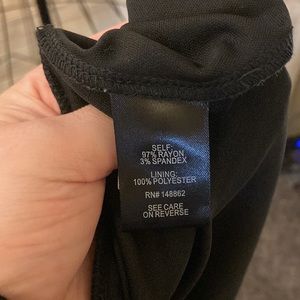 SELF:
97% RAYON
3% SPANDEX
LINING:
100% POLYESTER
RN# 148862
SEE CARE
ON REVERSE